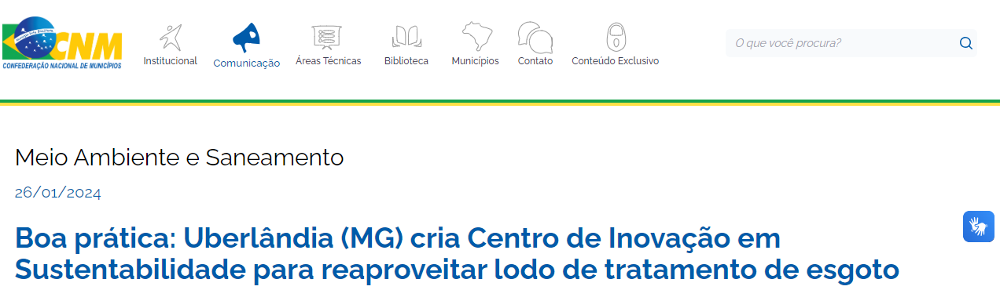 CNM
CONFEDERAÇÃO NACIONAL DE MUNICÍPIOS
Institucional
Comunicação
Áreas Técnicas
Biblioteca
Municípios
Contato
Conteúdo Exclusivo
O que você procura?
Meio Ambiente e Saneamento
26/01/2024
Boa prática: Uberlândia (MG) cria Centro de Inovação em
Sustentabilidade para reaproveitar lodo de tratamento de esgoto